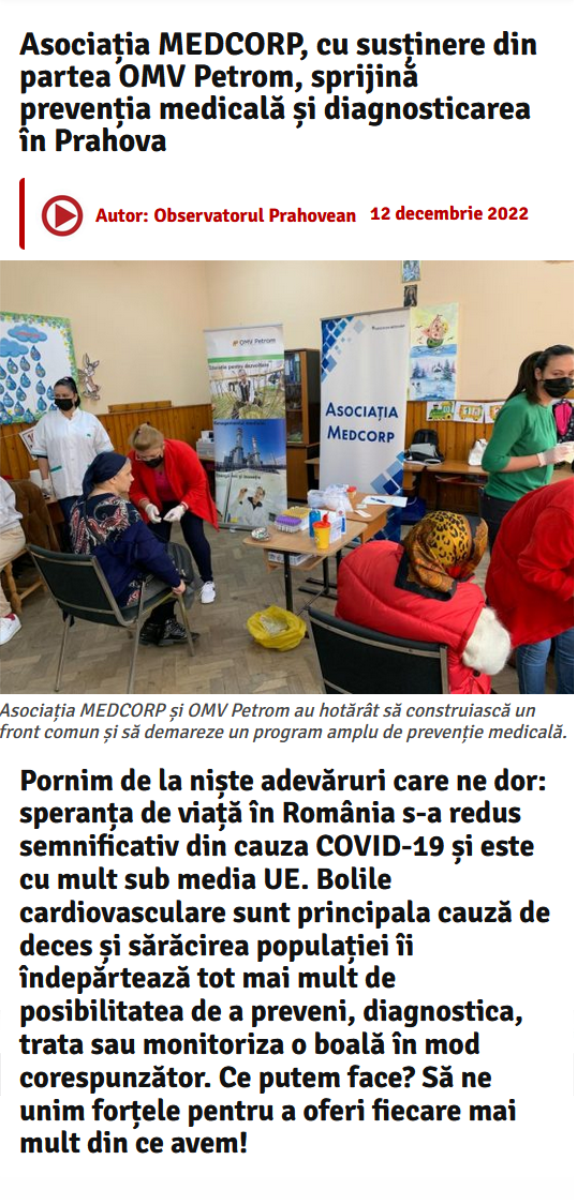 Asociația MEDCORP, cu susținere din
partea OMV Petrom, sprijină
prevenția medicală și diagnosticarea
în Prahova
Autor: Observatorul Prahovean 12 decembrie 2022
OMV Petrom
ASOCIAȚIA
MEDCORP
Asociația MEDCORP și OMV Petrom au hotărât să construiască un
front comun și să demareze un program amplu de prevenție medicală.
Pornim de la niște adevăruri care ne dor:
speranța de viață în România s-a redus
semnificativ din cauza COVID-19 și este
cu mult sub media UE. Bolile
cardiovasculare sunt principala cauză de
deces și sărăcirea populației îi
îndepărtează tot mai mult de
posibilitatea de a preveni, diagnostica,
trata sau monitoriza o boală în mod
corespunzător. Ce putem face? Să ne
unim forțele pentru a oferi fiecare mai
mult din ce avem!